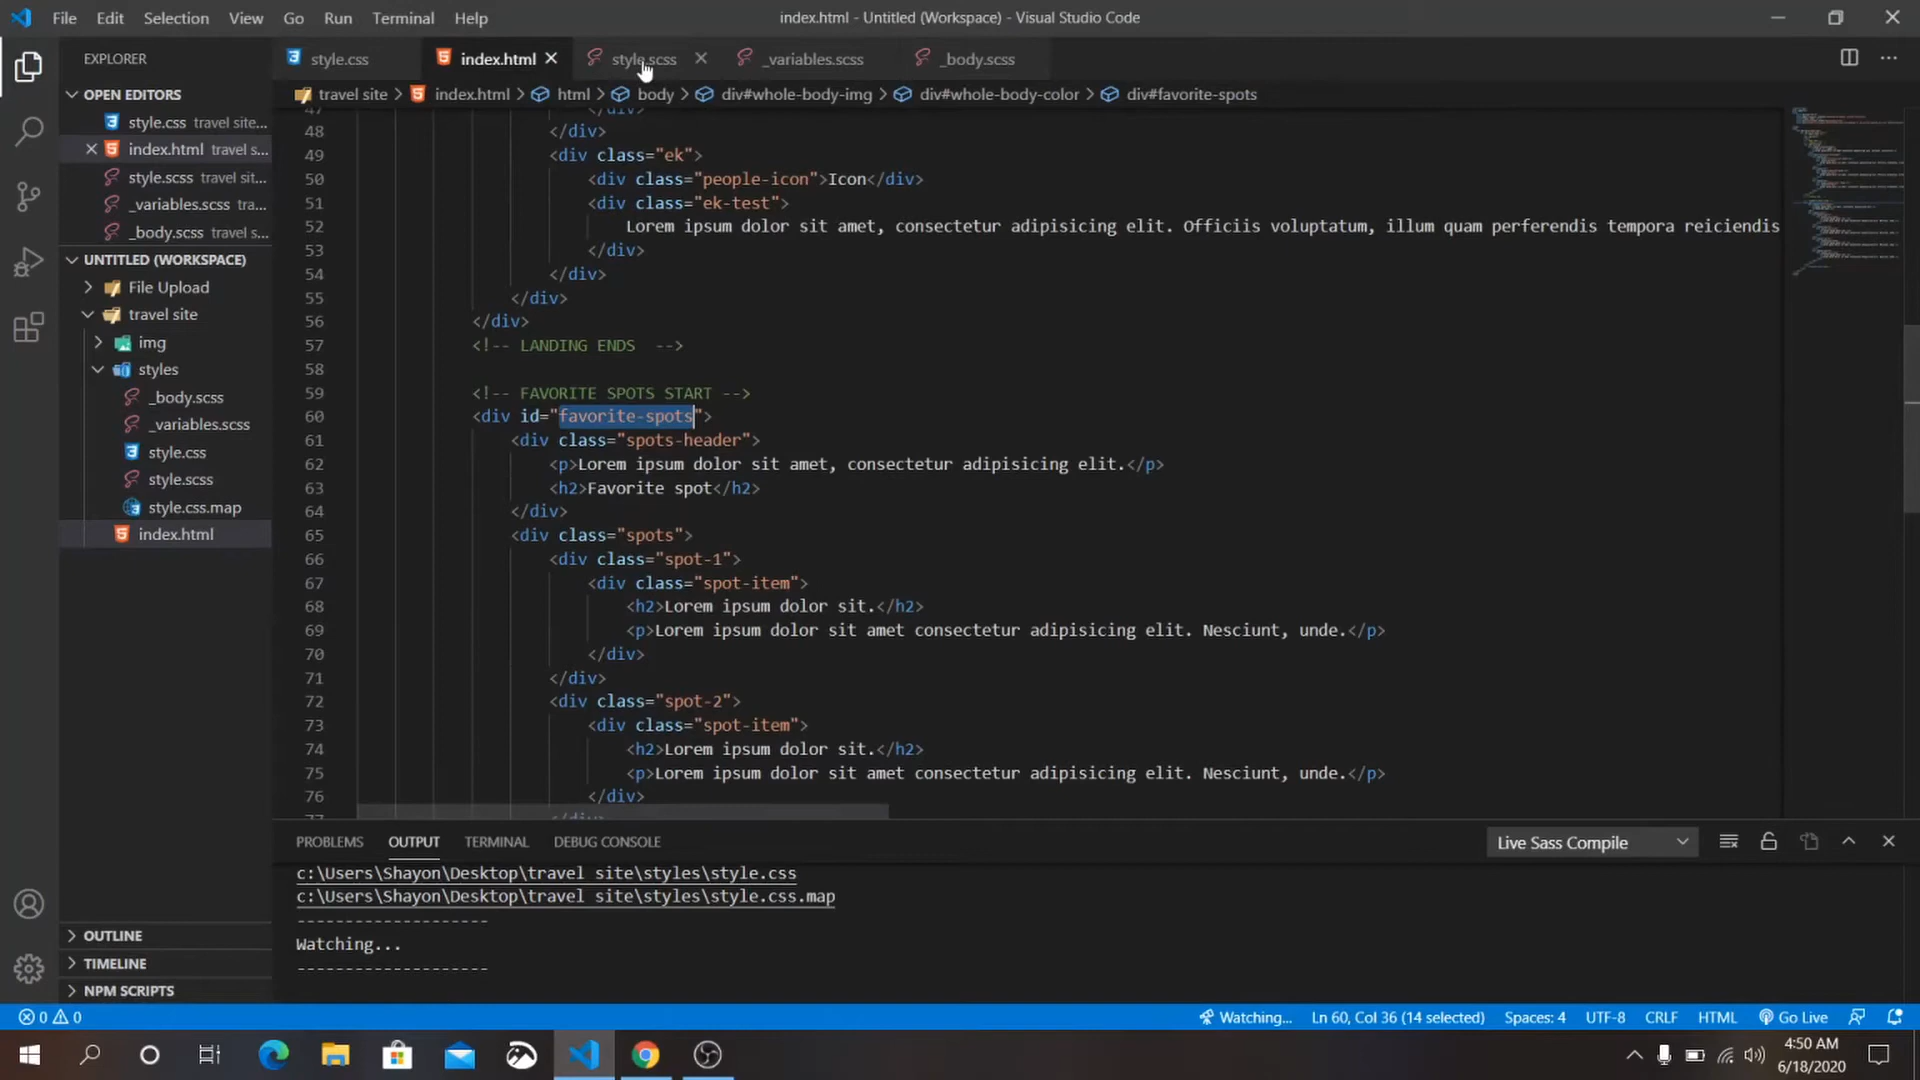 File Edit Selection View Go Run Terminal Help index.html - Untitled (Workspace) - Visual Studio Code
EXPLORER
style.css index.html style.scss _variables.scss _body.scss
OPEN EDITORS
travel site > index.html > html > body > div#whole-body-img > div#whole-body-color > div#favorite-spots
style.css travel site...
index.html travel s...
style.scss travel sit...
_variables.scss tra...
_body.scss travel s...
UNTITLED (WORKSPACE)
File Upload
travel site
img
styles
_body.scss
_variables.scss
style.css
style.scss
style.css.map
index.html
OUTLINE
TIMELINE
NPM SCRIPTS
47 </div>
48 </div>
49 <div class="ek">
50 <div class="people-icon">Icon</div>
51 <div class="ek-test">
52 Lorem ipsum dolor sit amet, consectetur adipisicing elit. Officiis voluptatum, illum quam perferendis tempora reiciendis
53 </div>
54 </div>
55 </div>
56 </div>
57 <!-- LANDING ENDS  -->
58
59 <!-- FAVORITE SPOTS START -->
60 <div id="favorite-spots">
61 <div class="spots-header">
62 <p>Lorem ipsum dolor sit amet, consectetur adipisicing elit.</p>
63 <h2>Favorite spot</h2>
64 </div>
65 <div class="spots">
66 <div class="spot-1">
67 <div class="spot-item">
68 <h2>Lorem ipsum dolor sit.</h2>
69 <p>Lorem ipsum dolor sit amet consectetur adipisicing elit. Nesciunt, unde.</p>
70 </div>
71 </div>
72 <div class="spot-2">
73 <div class="spot-item">
74 <h2>Lorem ipsum dolor sit.</h2>
75 <p>Lorem ipsum dolor sit amet consectetur adipisicing elit. Nesciunt, unde.</p>
76 </div>
77 </div>
PROBLEMS OUTPUT TERMINAL DEBUG CONSOLE Live Sass Compile
c:\Users\Shayon\Desktop\travel site\styles\style.css
c:\Users\Shayon\Desktop\travel site\styles\style.css.map
--------------------
Watching...
--------------------
0 0 Watching... Ln 60, Col 36 (14 selected) Spaces: 4 UTF-8 CRLF HTML Go Live
4:50 AM
6/18/2020